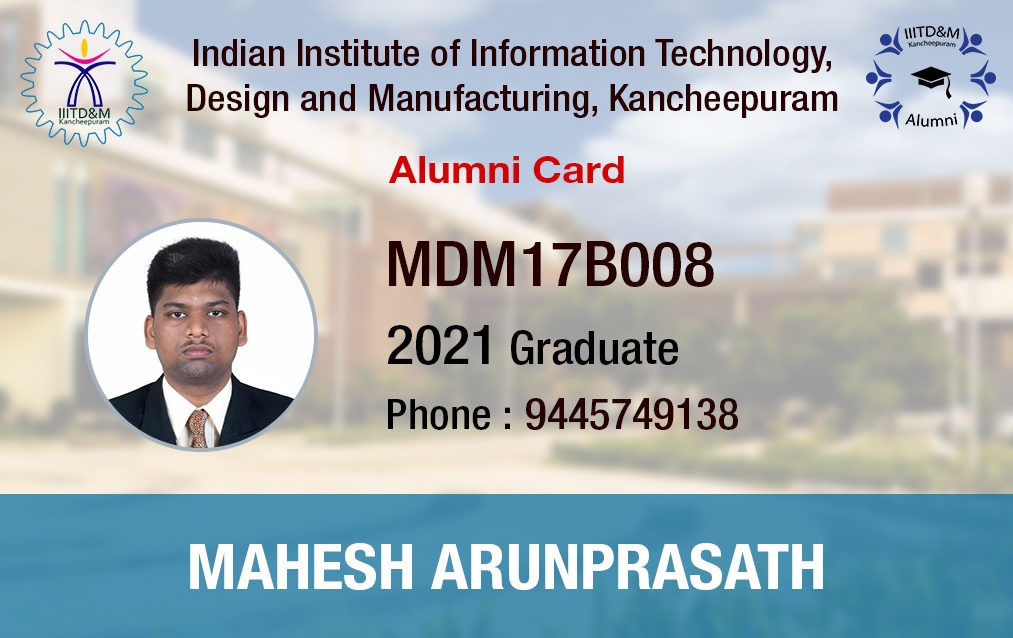 Indian Institute of Information Technology,
Design and Manufacturing, Kancheepuram
IIITD&M
Kancheepuram
IIITD&M
Kancheepuram
Alumni
Alumni Card
MDM17B008
2021 Graduate
Phone : 9445749138
MAHESH ARUNPRASATH